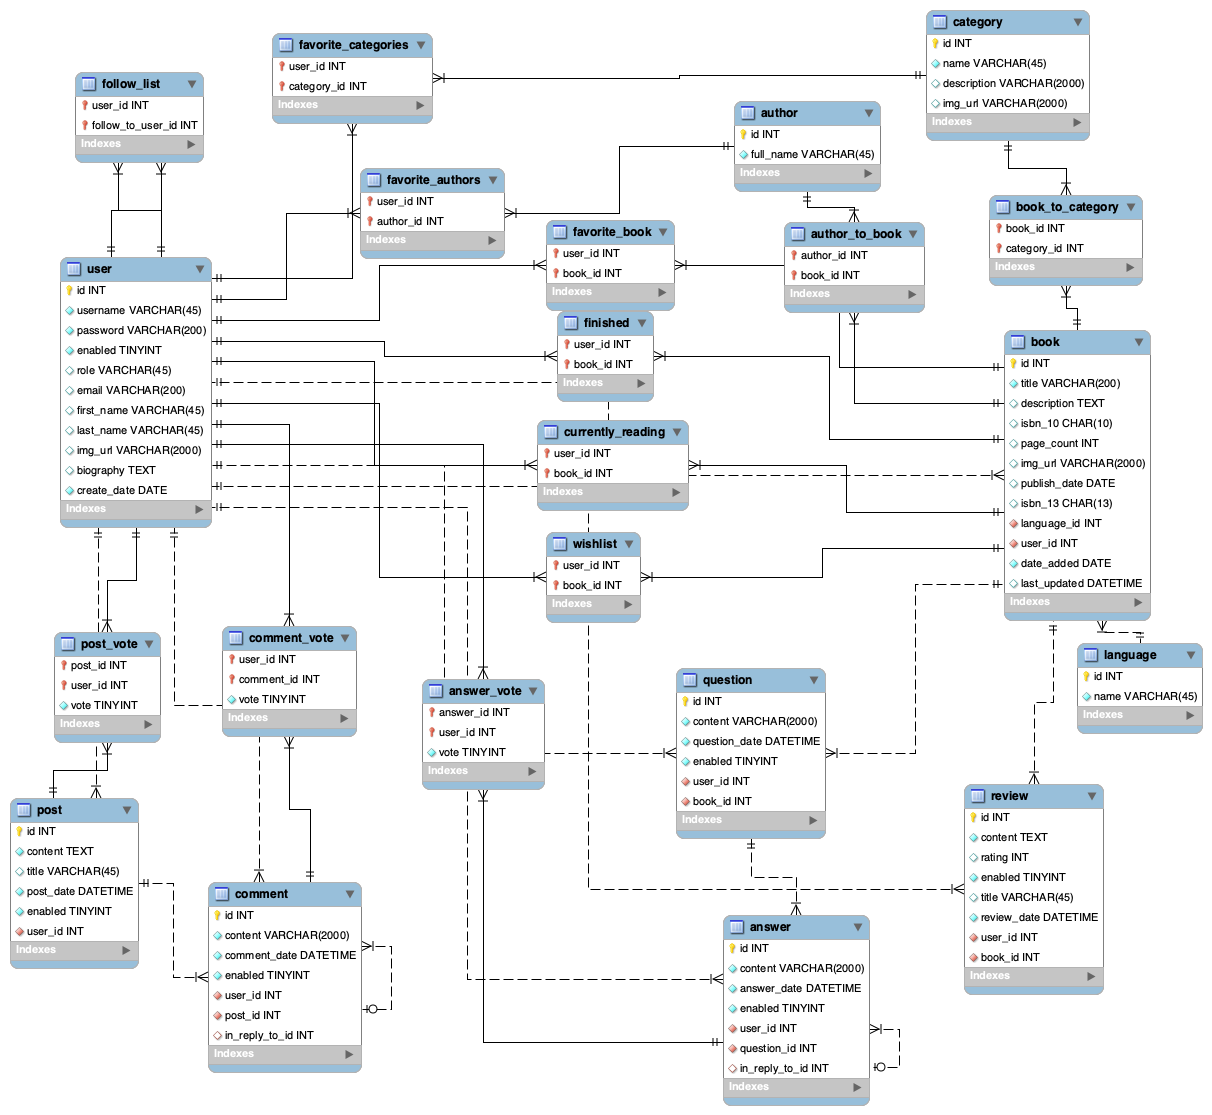 category
id INT
name VARCHAR(45)
description VARCHAR(2000)
img_url VARCHAR(2000)
Indexes
favorite_categories
user_id INT
category_id INT
Indexes
follow_list
user_id INT
follow_to_user_id INT
Indexes
author
id INT
full_name VARCHAR(45)
Indexes
favorite_authors
user_id INT
author_id INT
Indexes
book_to_category
book_id INT
category_id INT
Indexes
favorite_book
user_id INT
book_id INT
Indexes
author_to_book
author_id INT
book_id INT
Indexes
user
id INT
username VARCHAR(45)
password VARCHAR(200)
enabled TINYINT
role VARCHAR(45)
email VARCHAR(200)
first_name VARCHAR(45)
last_name VARCHAR(45)
img_url VARCHAR(2000)
biography TEXT
create_date DATE
Indexes
finished
user_id INT
book_id INT
Indexes
book
id INT
title VARCHAR(200)
description TEXT
isbn_10 CHAR(10)
page_count INT
img_url VARCHAR(2000)
publish_date DATE
isbn_13 CHAR(13)
language_id INT
user_id INT
date_added DATE
last_updated DATETIME
Indexes
currently_reading
user_id INT
book_id INT
Indexes
wishlist
user_id INT
book_id INT
Indexes
post_vote
post_id INT
user_id INT
vote TINYINT
Indexes
comment_vote
user_id INT
comment_id INT
vote TINYINT
Indexes
language
id INT
name VARCHAR(45)
Indexes
answer_vote
answer_id INT
user_id INT
vote TINYINT
Indexes
question
id INT
content VARCHAR(2000)
question_date DATETIME
enabled TINYINT
user_id INT
book_id INT
Indexes
review
id INT
content TEXT
rating INT
enabled TINYINT
title VARCHAR(45)
review_date DATETIME
user_id INT
book_id INT
Indexes
post
id INT
content TEXT
title VARCHAR(45)
post_date DATETIME
enabled TINYINT
user_id INT
Indexes
comment
id INT
content VARCHAR(2000)
comment_date DATETIME
enabled TINYINT
user_id INT
post_id INT
in_reply_to_id INT
Indexes
answer
id INT
content VARCHAR(2000)
answer_date DATETIME
enabled TINYINT
user_id INT
question_id INT
in_reply_to_id INT
Indexes